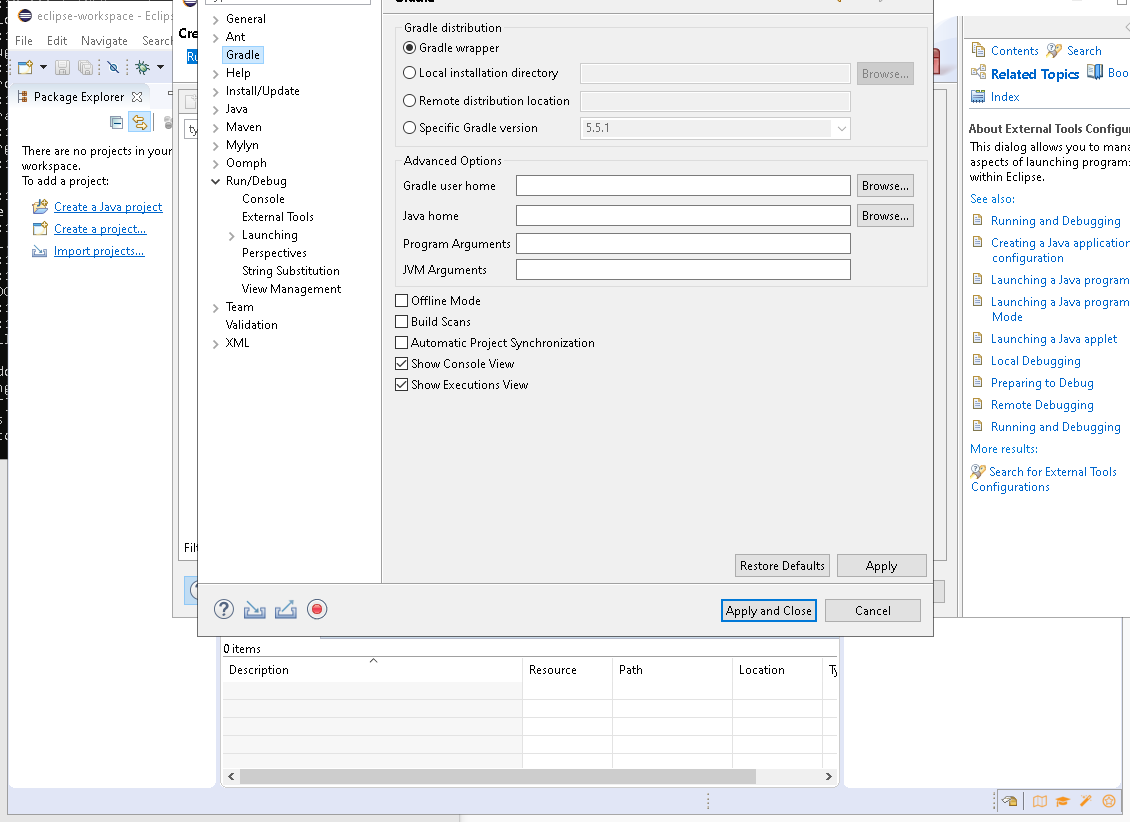 eclipse-workspace - Eclips
File Edit Navigate Search
Package Explorer
There are no projects in your
workspace.
To add a project:
Create a Java project
Create a project...
Import projects...
Cre
Ru
ty
Filt
General
Ant
Gradle
Help
Install/Update
Java
Maven
Mylyn
Oomph
Run/Debug
Console
External Tools
Launching
Perspectives
String Substitution
View Management
Team
Validation
XML
Gradle
Gradle distribution
Gradle wrapper
Local installation directory
Browse...
Remote distribution location
Specific Gradle version
5.5.1
Advanced Options
Gradle user home
Browse...
Java home
Browse...
Program Arguments
JVM Arguments
Offline Mode
Build Scans
Automatic Project Synchronization
Show Console View
Show Executions View
Restore Defaults
Apply
Apply and Close
Cancel
Contents
Search
Related Topics
Boo
Index
About External Tools Configur
This dialog allows you to mana
aspects of launching program:
within Eclipse.
See also:
Running and Debugging
Creating a Java application
configuration
Launching a Java program
Launching a Java program
Mode
Launching a Java applet
Local Debugging
Preparing to Debug
Remote Debugging
Running and Debugging
More results:
Search for External Tools
Configurations
0 items
Description
Resource
Path
Location
Ty